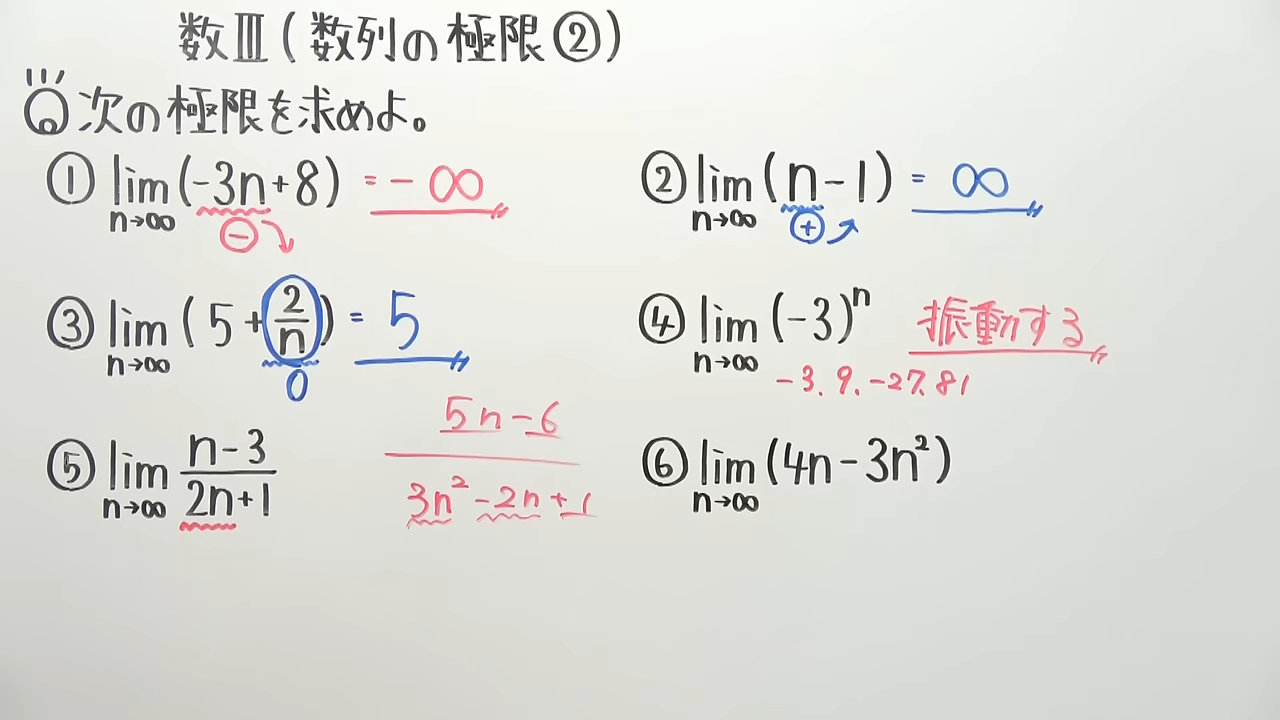 数Ⅲ(数列の極限②)
Q 次の極限を求めよ。
① lim(-3n+8) = -∞
n→∞
⊖
② lim(n-1) = ∞
n→∞
⊕
③ lim(5+2/n) = 5
n→∞
0
④ lim(-3)ⁿ 振動する
n→∞
-3, 9, -27, 81
⑤ lim n-3/2n+1
n→∞
5n-6/3n²-2n+1
⑥ lim(4n-3n²)
n→∞